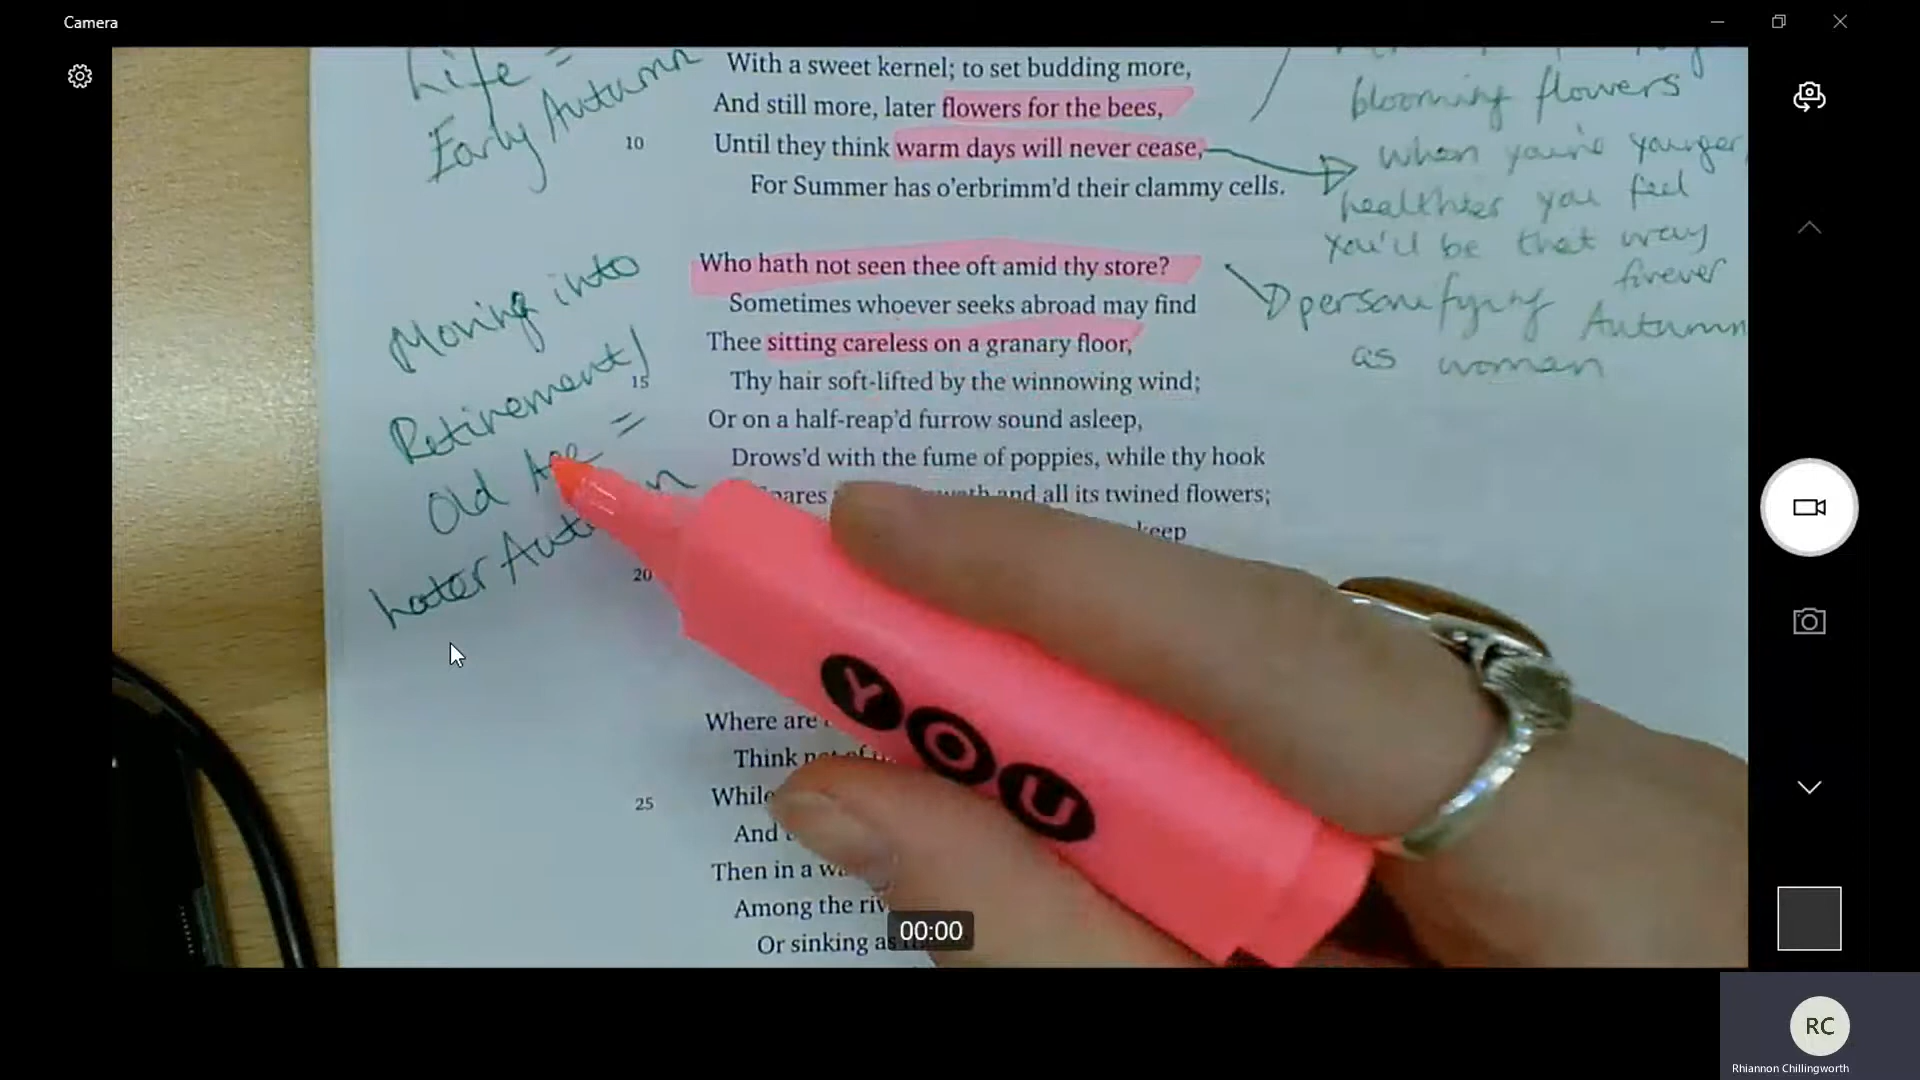 Camera
Life =
Early Autumn
With a sweet kernel; to set budding more,
And still more, later flowers for the bees,
10 Until they think warm days will never cease,
For Summer has o'erbrimm'd their clammy cells.
blooming flowers
when you're younger,
healthier you feel
you'll be that way
forever
Who hath not seen thee oft amid thy store?
Sometimes whoever seeks abroad may find
Thee sitting careless on a granary floor,
15 Thy hair soft-lifted by the winnowing wind;
Or on a half-reap'd furrow sound asleep,
Drows'd with the fume of poppies, while thy hook
and all its twined flowers;
keep
20
personifying Autumn
as women
Moving into
Retirement/
Old Age =
Later Autumn
Where are
Think not of
25 While
And
Then in a
Among the
Or sinking as
YOU
00:00
RC
Rhiannon Chillingworth